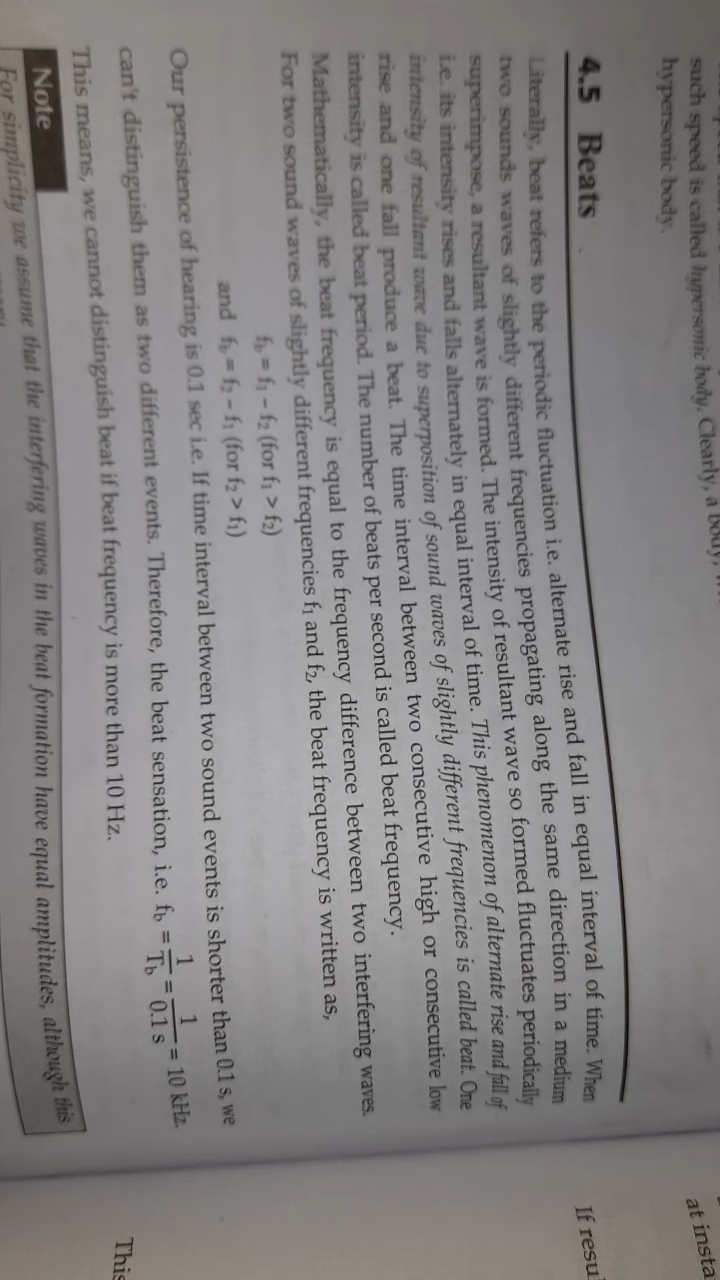 such speed is called hypersonic body. Clearly, a body,
hypersonic body.
4.5 Beats
Literally, beat refers to the periodic fluctuation i.e. alternate rise and fall in equal interval of time. When
two sounds waves of slightly different frequencies propagating along the same direction in a medium
superimpose, a resultant wave is formed. The intensity of resultant wave so formed fluctuates periodically
i.e. its intensity rises and falls alternately in equal interval of time. This phenomenon of alternate rise and fall of
intensity of resultant wave due to superposition of sound waves of slightly different frequencies is called beat. One
rise and one fall produce a beat. The time interval between two consecutive high or consecutive low
intensity is called beat period. The number of beats per second is called beat frequency.
Mathematically, the beat frequency is equal to the frequency difference between two interfering waves.
For two sound waves of slightly different frequencies f₁ and f₂, the beat frequency is written as,
f_b = f₁ - f₂ (for f₁ > f₂)
and f_b = f₂ - f₁ (for f₂ > f₁)
Our persistence of hearing is 0.1 sec i.e. If time interval between two sound events is shorter than 0.1 s, we
can't distinguish them as two different events. Therefore, the beat sensation, i.e. f_b = 1/T_b = 1/0.1 s = 10 kHz.
This means, we cannot distinguish beat if beat frequency is more than 10 Hz.
Note
For simplicity we assume that the interfering waves in the beat formation have equal amplitudes, although this
at insta
If resu
This